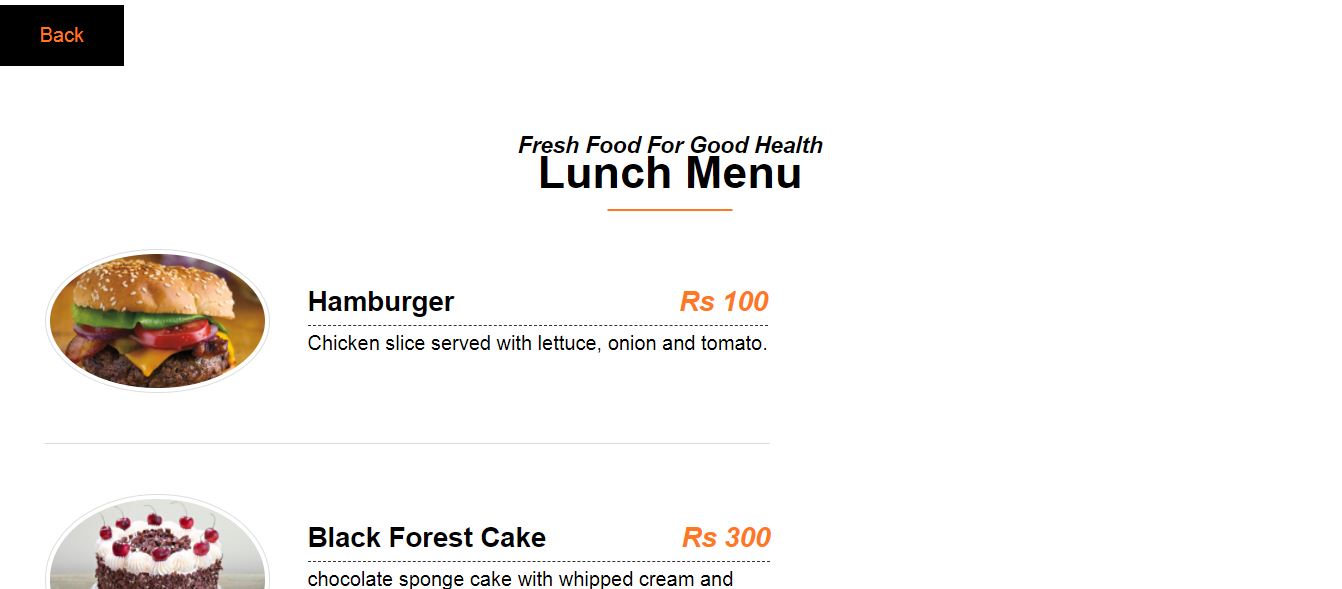 Back
Fresh Food For Good Health
Lunch Menu
Hamburger Rs 100
Chicken slice served with lettuce, onion and tomato.
Black Forest Cake Rs 300
chocolate sponge cake with whipped cream and